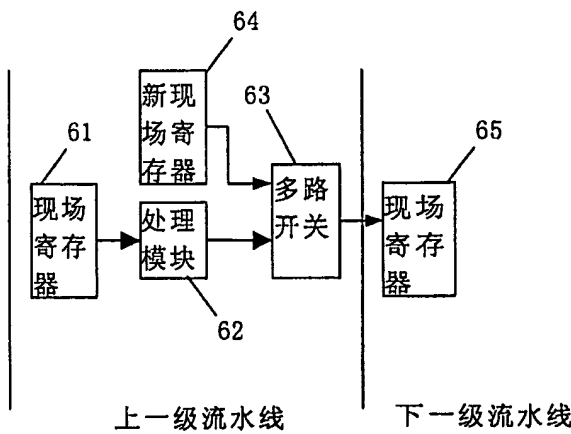 64
新现
场寄
存器
63
多路
开关
61
现场
寄存
器
处理
模块
62
65
现场
寄存
器
上一级流水线
下一级流水线